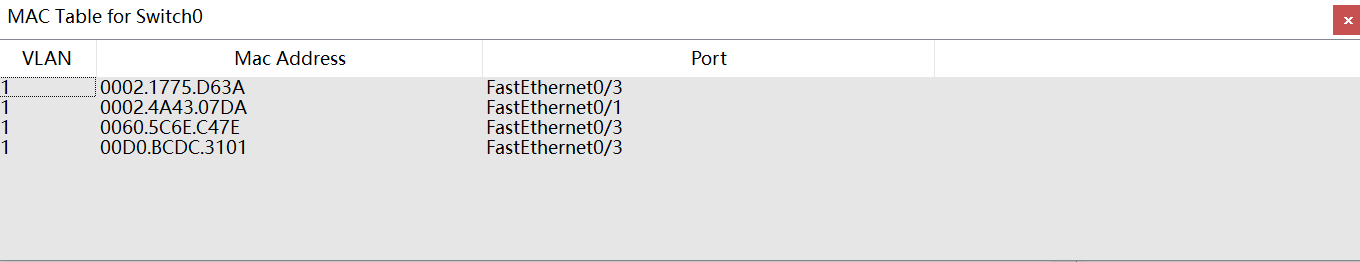 MAC Table for Switch0
VLAN Mac Address Port
1 0002.1775.D63A FastEthernet0/3
1 0002.4A43.07DA FastEthernet0/1
1 0060.5C6E.C47E FastEthernet0/3
1 00D0.BCDC.3101 FastEthernet0/3